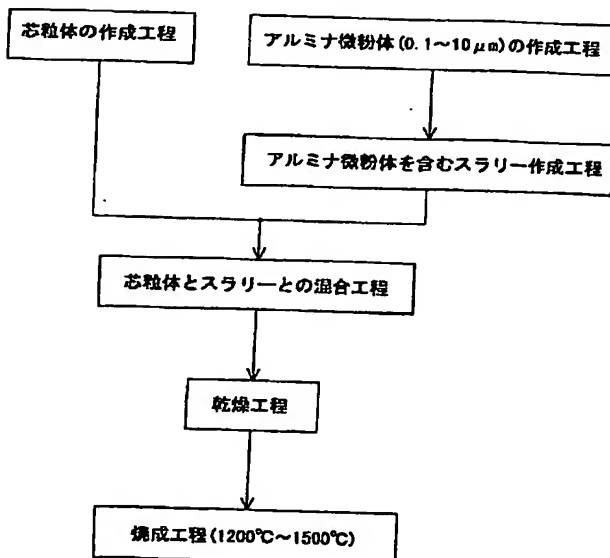 芯粒体の作成工程
アルミナ微粉体(0.1～10μm)の作成工程
アルミナ微粉体を含むスラリー作成工程
芯粒体とスラリーとの混合工程
乾燥工程
焼成工程(1200℃～1500℃)